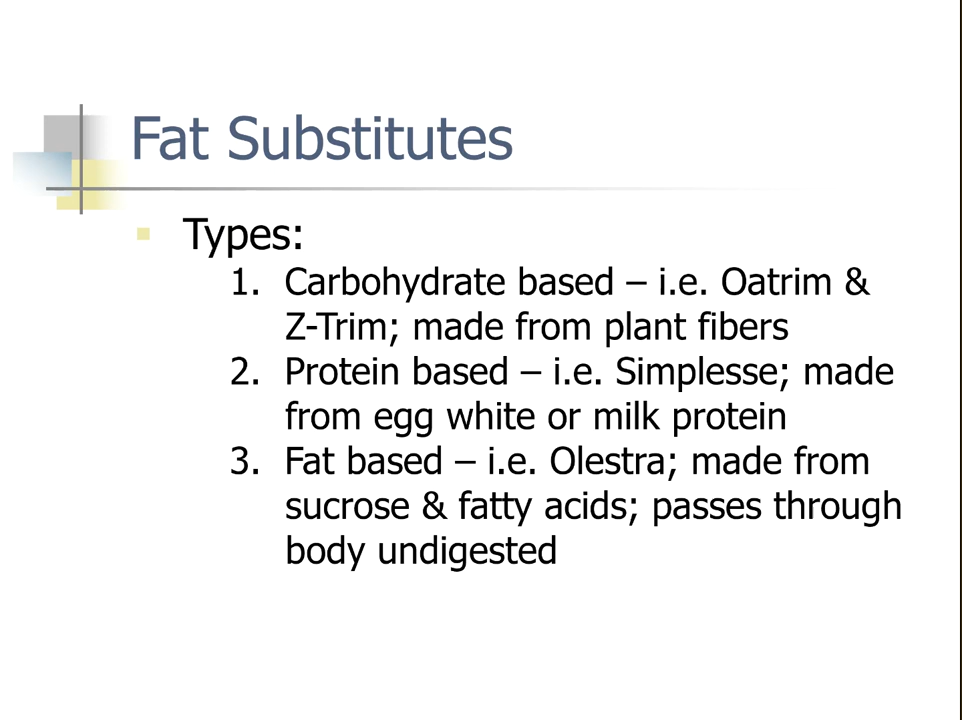 Fat Substitutes
Types:
1. Carbohydrate based – i.e. Oatrim &
Z-Trim; made from plant fibers
2. Protein based – i.e. Simplesse; made
from egg white or milk protein
3. Fat based – i.e. Olestra; made from
sucrose & fatty acids; passes through
body undigested